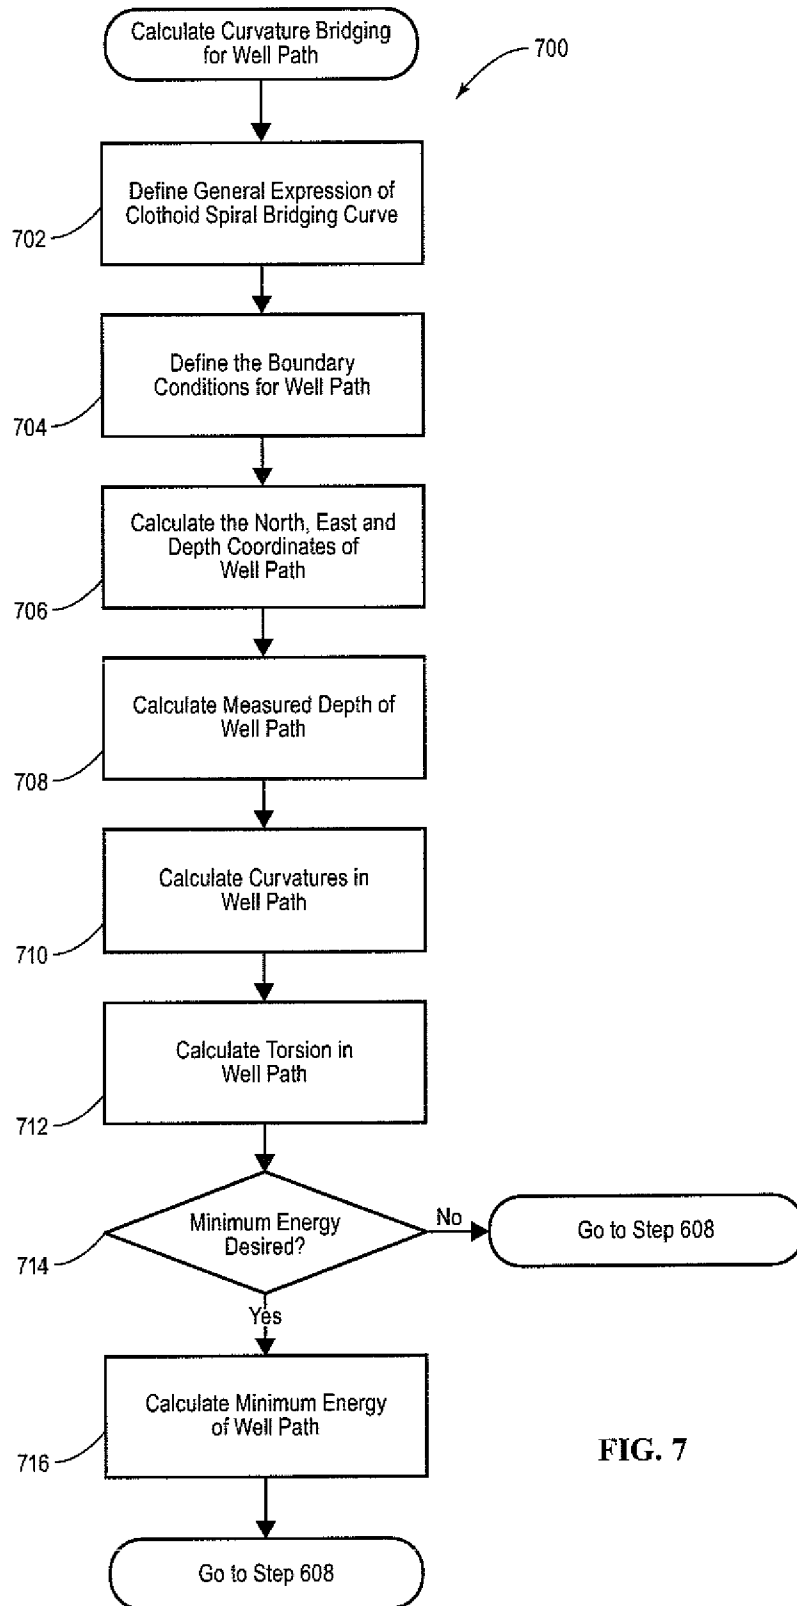 Calculate Curvature Bridging
for Well Path
700
Define General Expression of
Clothoid Spiral Bridging Curve
702
Define the Boundary
Conditions for Well Path
704
Calculate the North, East and
Depth Coordinates of
Well Path
706
Calculate Measured Depth of
Well Path
708
Calculate Curvatures in
Well Path
710
Calculate Torsion in
Well Path
712
Minimum Energy
Desired?
714
No
Go to Step 608
Yes
Calculate Minimum Energy
of Well Path
716
FIG. 7
Go to Step 608